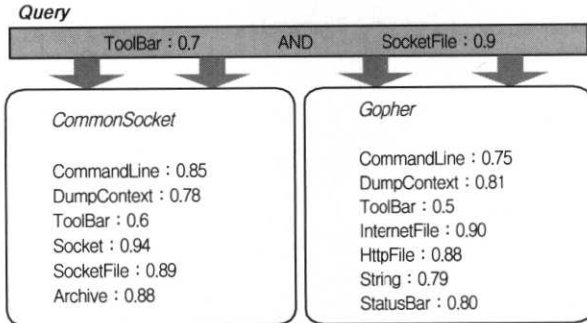 Query
ToolBar : 0.7 AND SocketFile : 0.9
CommonSocket
CommandLine : 0.85
DumpContext : 0.78
ToolBar : 0.6
Socket : 0.94
SocketFile : 0.89
Archive : 0.88
Gopher
CommandLine : 0.75
DumpContext : 0.81
ToolBar : 0.5
InternetFile : 0.90
HttpFile : 0.88
String : 0.79
StatusBar : 0.80